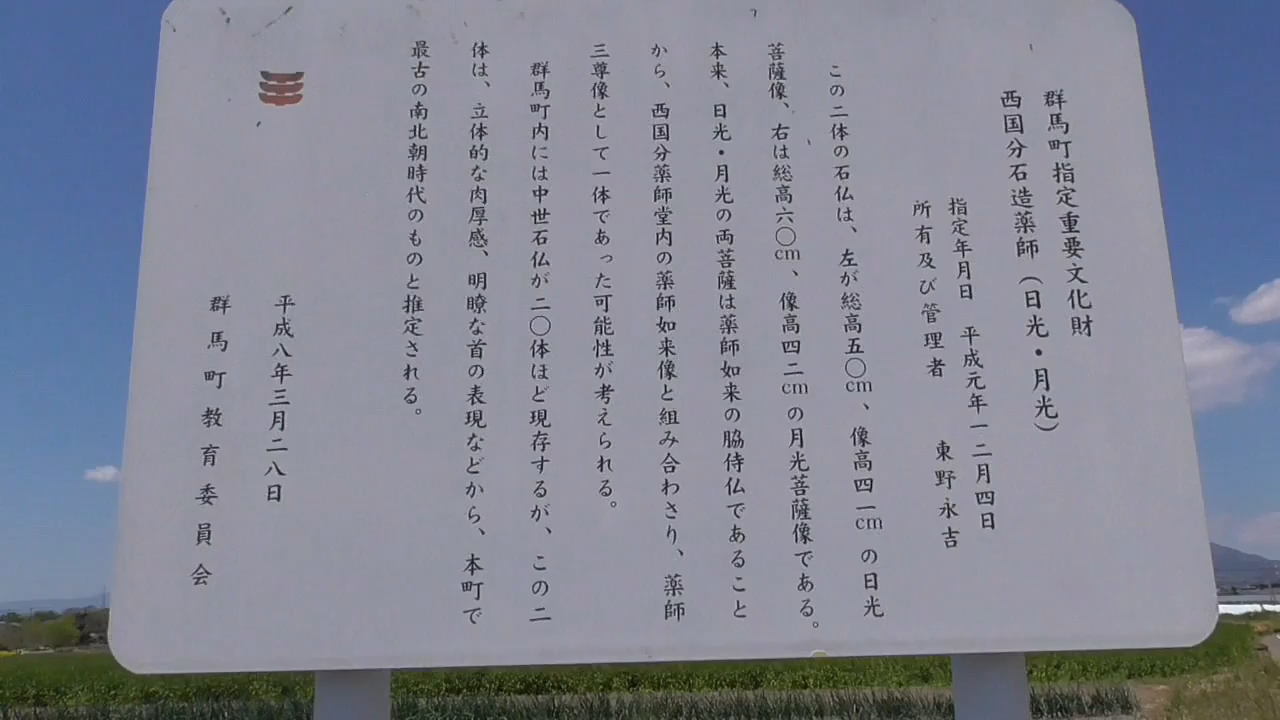 群馬町指定重要文化財
西国分石造薬師（日光・月光）
指定年月日　平成元年一二月四日
所有及び管理者　東野永吉
この二体の石仏は、左が総高五〇cm、像高四一cmの日光
菩薩像、右は総高六〇cm、像高四二cmの月光菩薩像である。
本来、日光・月光の両菩薩は薬師如来の脇侍仏であること
から、西国分薬師堂内の薬師如来像と組み合わさり、薬師
三尊像として一体であった可能性が考えられる。
群馬町内には中世石仏が二〇体ほど現存するが、この二
体は、立体的な肉厚感、明瞭な首の表現などから、本町で
最古の南北朝時代のものと推定される。
平成八年三月二八日
群馬町教育委員会